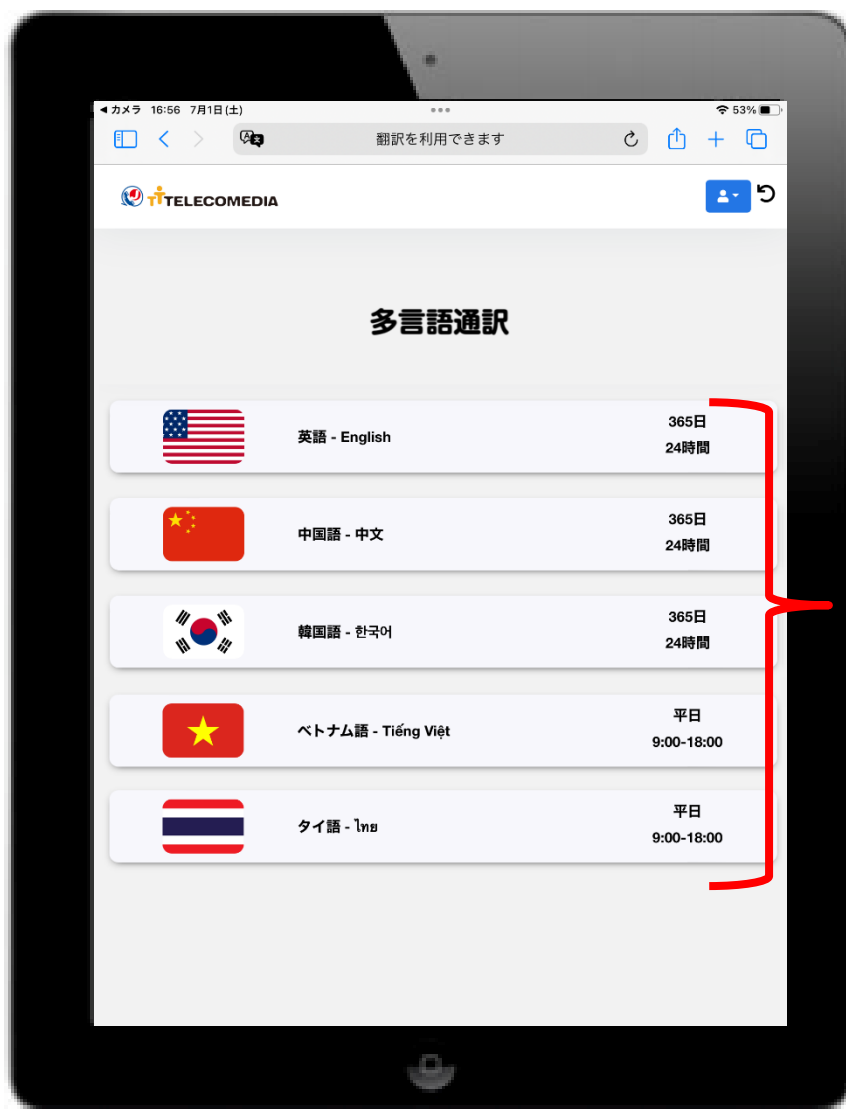 ◀カメラ 16:56 7月1日(土)
53%
翻訳を利用できます
TELECOMEDIA
多言語通訳
英語 - English
365日
24時間
中国語 - 中文
365日
24時間
韓国語 - 한국어
365日
24時間
ベトナム語 - Tiếng Việt
平日
9:00-18:00
タイ語 - ไทย
平日
9:00-18:00